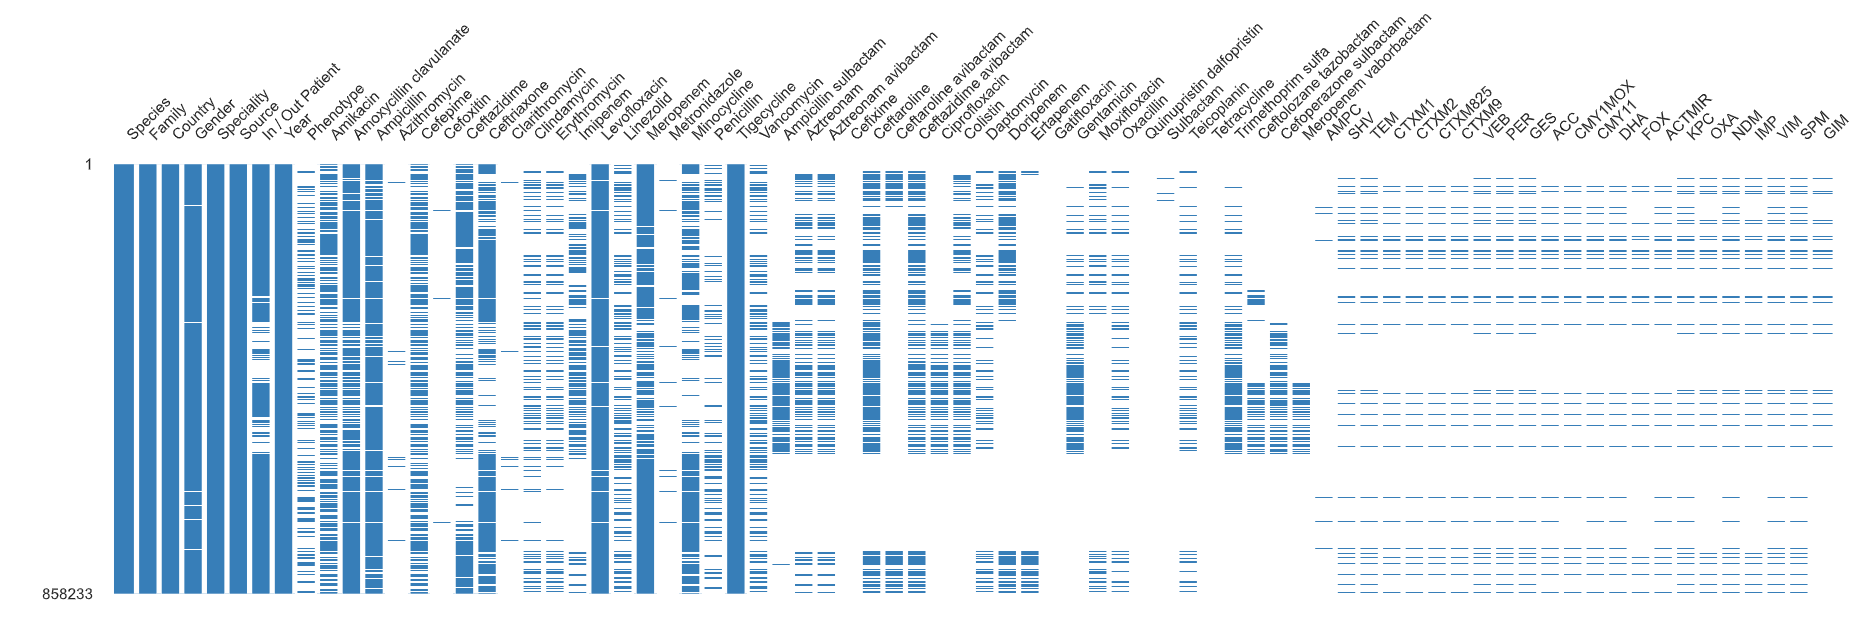 Species
Family
Country
Gender
Speciality
Source
In / Out Patient
Year
Phenotype
Amikacin
Amoxycillin clavulanate
Ampicillin
Azithromycin
Cefepime
Cefoxitin
Ceftazidime
Ceftriaxone
Clarithromycin
Clindamycin
Erythromycin
Imipenem
Levofloxacin
Linezolid
Meropenem
Metronidazole
Minocycline
Penicillin
Tigecycline
Vancomycin
Ampicillin sulbactam
Aztreonam
Aztreonam avibactam
Cefixime
Ceftaroline
Ceftaroline avibactam
Ceftazidime avibactam
Ciprofloxacin
Colistin
Daptomycin
Doripenem
Ertapenem
Gatifloxacin
Gentamicin
Moxifloxacin
Oxacillin
Quinupristin dalfopristin
Sulbactam
Teicoplanin
Tetracycline
Trimethoprim sulfa
Ceftolozane tazobactam
Cefoperazone sulbactam
Meropenem vaborbactam
AMPC
SHV
TEM
CTXM1
CTXM2
CTXM825
CTXM9
VEB
PER
GES
ACC
CMY1MOX
CMY11
DHA
FOX
ACTMIR
KPC
OXA
NDM
IMP
VIM
SPM
GIM
1
858233